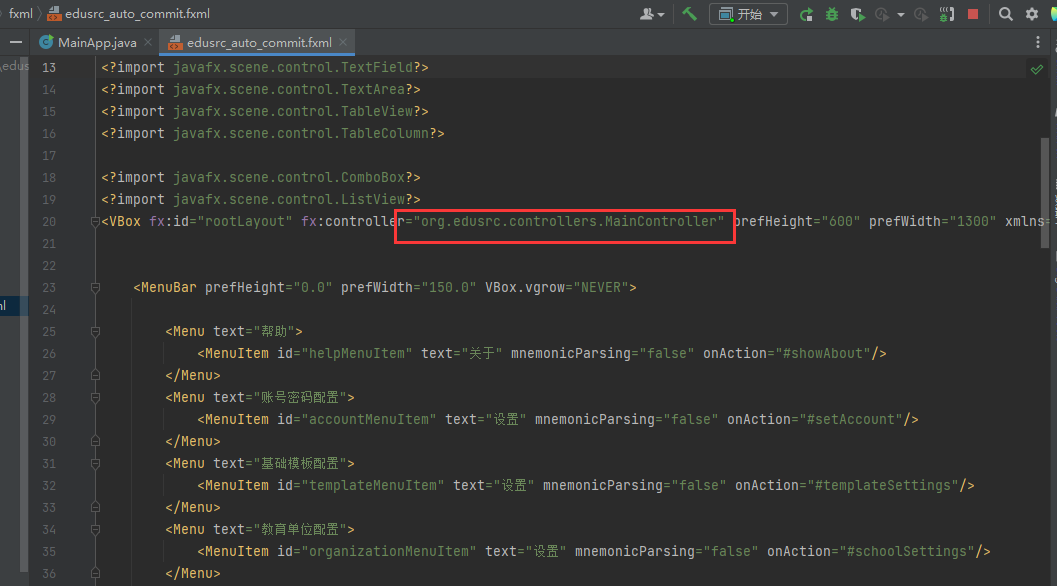 fxml edusrc_auto_commit.fxml 开始
MainApp.java edusrc_auto_commit.fxml
\edus
13 <?import javafx.scene.control.TextField?>
14 <?import javafx.scene.control.TextArea?>
15 <?import javafx.scene.control.TableView?>
16 <?import javafx.scene.control.TableColumn?>
17
18 <?import javafx.scene.control.ComboBox?>
19 <?import javafx.scene.control.ListView?>
20 <VBox fx:id="rootLayout" fx:controller="org.edusrc.controllers.MainController" prefHeight="600" prefWidth="1300" xmlns=
21
22
23 <MenuBar prefHeight="0.0" prefWidth="150.0" VBox.vgrow="NEVER">
24
25 <Menu text="帮助">
26 <MenuItem id="helpMenuItem" text="关于" mnemonicParsing="false" onAction="#showAbout"/>
27 </Menu>
28 <Menu text="账号密码配置">
29 <MenuItem id="accountMenuItem" text="设置" mnemonicParsing="false" onAction="#setAccount"/>
30 </Menu>
31 <Menu text="基础模板配置">
32 <MenuItem id="templateMenuItem" text="设置" mnemonicParsing="false" onAction="#templateSettings"/>
33 </Menu>
34 <Menu text="教育单位配置">
35 <MenuItem id="organizationMenuItem" text="设置" mnemonicParsing="false" onAction="#schoolSettings"/>
36 </Menu>